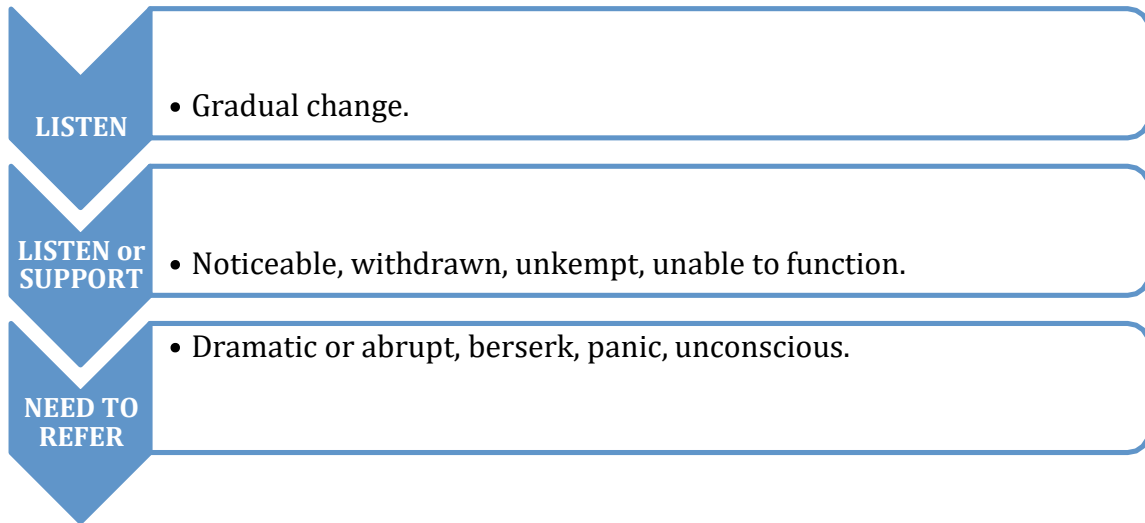 LISTEN
• Gradual change.
LISTEN or
SUPPORT
• Noticeable, withdrawn, unkempt, unable to function.
NEED TO
REFER
• Dramatic or abrupt, berserk, panic, unconscious.